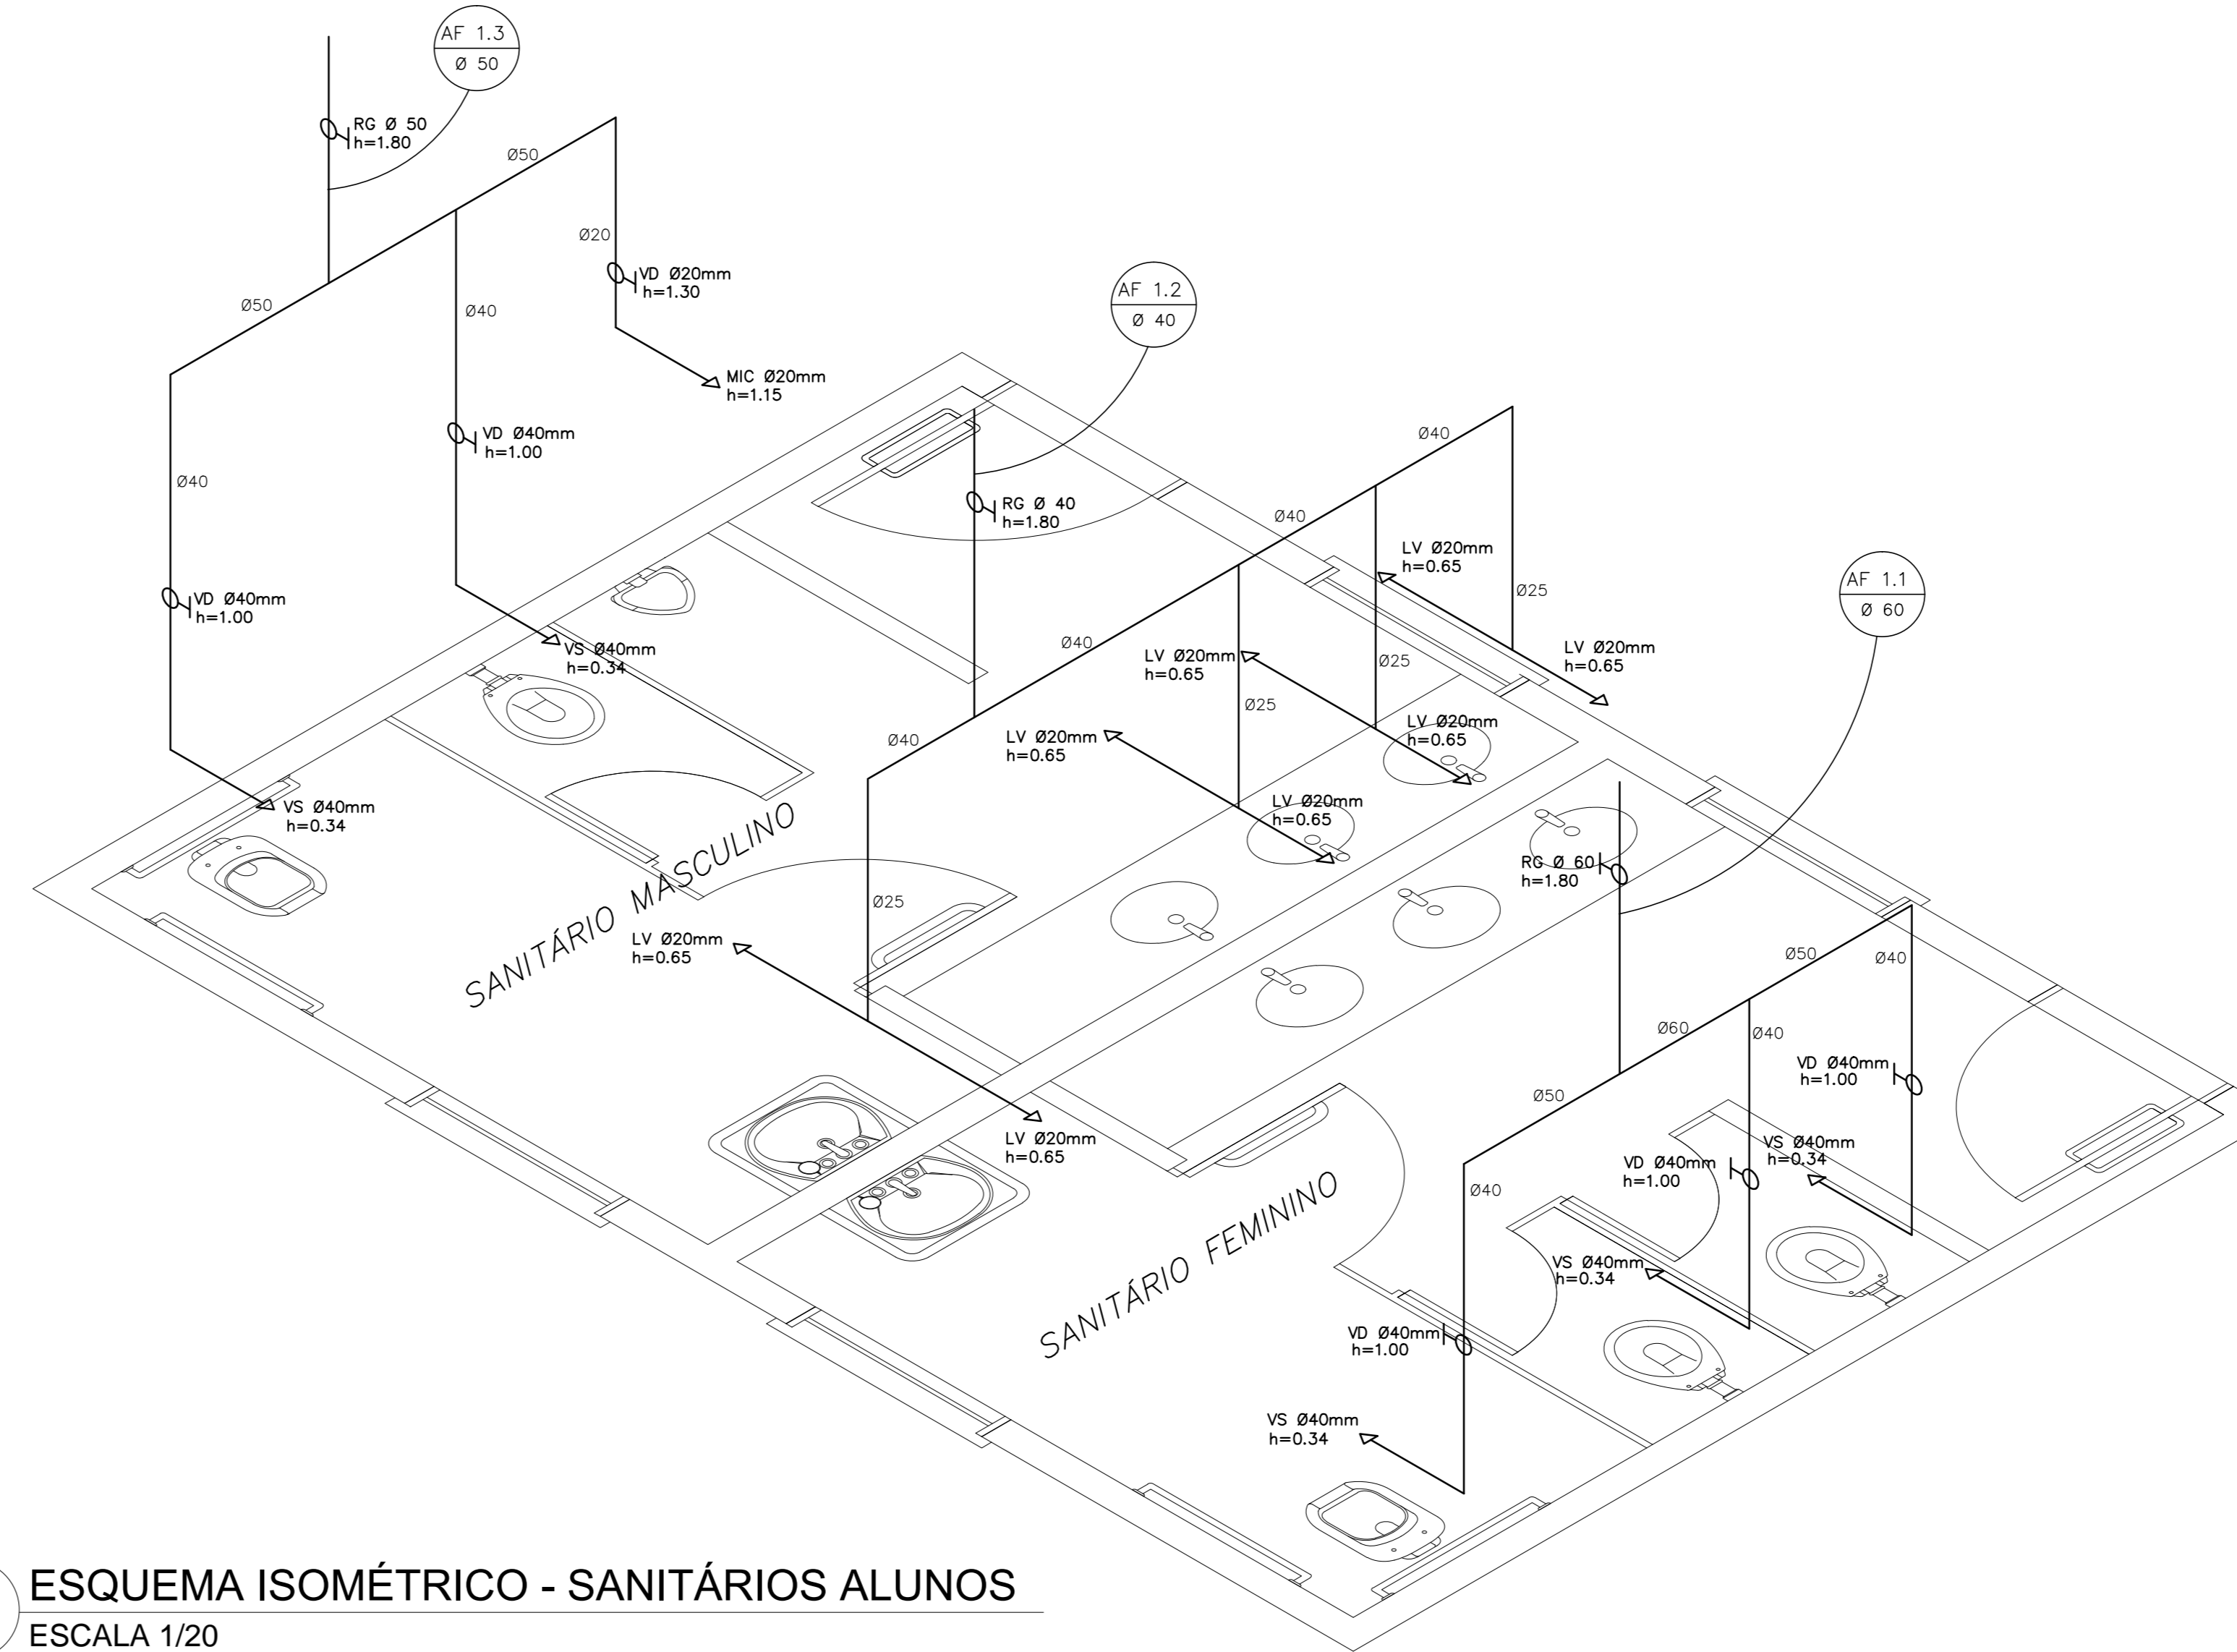 AF 1.3
Ø 50
RG Ø 50
h=1.80
Ø50
Ø50
Ø20
VD Ø20mm
h=1.30
Ø40
MIC Ø20mm
h=1.15
VD Ø40mm
h=1.00
Ø40
VD Ø40mm
h=1.00
VS Ø40mm
h=0.34
VS Ø40mm
h=0.34
AF 1.2
Ø 40
RG Ø 40
h=1.80
Ø40
Ø40
Ø40
Ø40
LV Ø20mm
h=0.65
Ø25
LV Ø20mm
h=0.65
LV Ø20mm
h=0.65
Ø25
Ø25
LV Ø20mm
h=0.65
LV Ø20mm
h=0.65
LV Ø20mm
h=0.65
Ø25
LV Ø20mm
h=0.65
LV Ø20mm
h=0.65
SANITÁRIO MASCULINO
AF 1.1
Ø 60
RG Ø 60
h=1.80
Ø50
Ø40
Ø60
Ø40
Ø50
VD Ø40mm
h=1.00
VS Ø40mm
h=0.34
VD Ø40mm
h=1.00
Ø40
VS Ø40mm
h=0.34
VD Ø40mm
h=1.00
VS Ø40mm
h=0.34
SANITÁRIO FEMININO
ESQUEMA ISOMÉTRICO - SANITÁRIOS ALUNOS
ESCALA 1/20